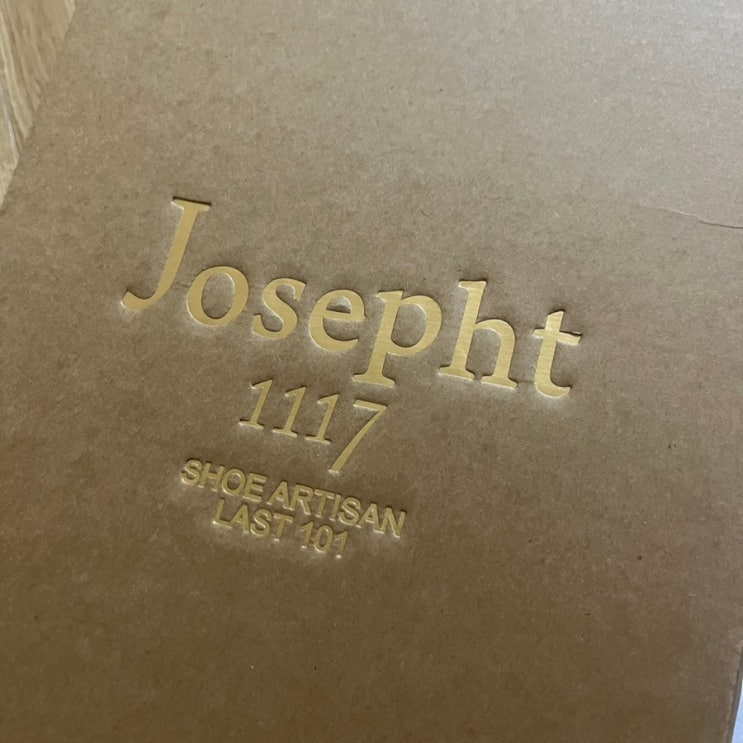 Josepht
1117
SHOE ARTISAN
LAST 101